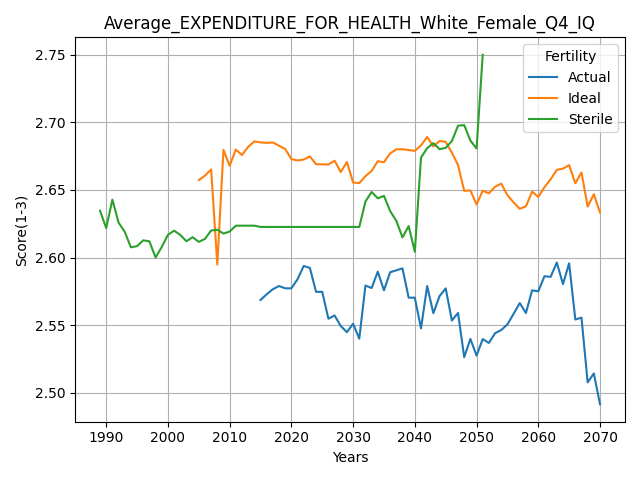 Average_EXPENDITURE_FOR_HEALTH_White_Female_Q4_IQ
Fertility
Actual
Ideal
Sterile
Score(1-3)
2.75
2.70
2.65
2.60
2.55
2.50
1990 2000 2010 2020 2030 2040 2050 2060 2070
Years